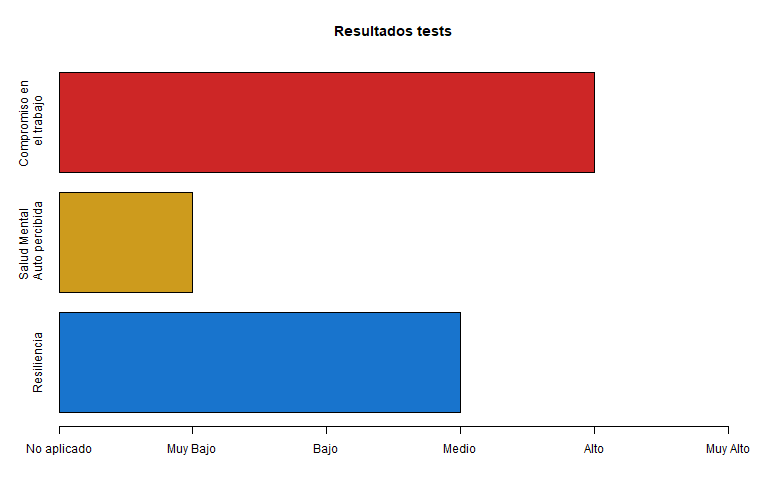 Resultados tests
Compromiso en
el trabajo
Salud Mental
Auto percibida
Resiliencia
No aplicado
Muy Bajo
Bajo
Medio
Alto
Muy Alto